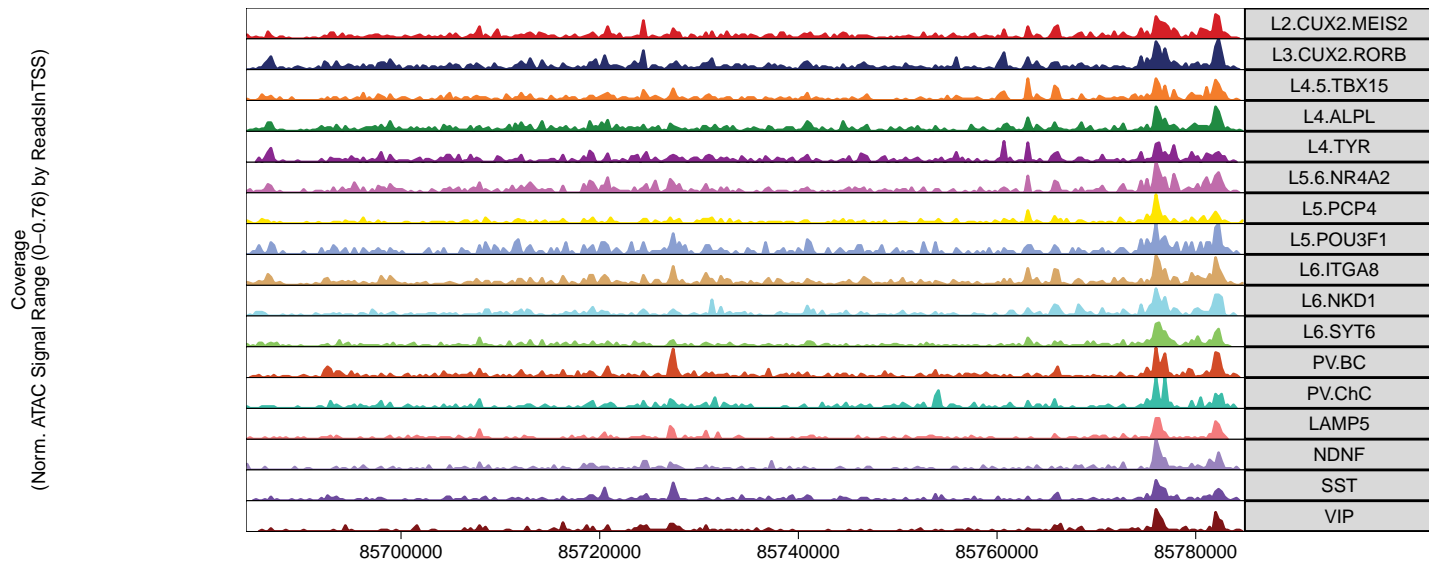 Coverage
(Norm. ATAC Signal Range (0−0.76) by ReadsInTSS)
L2.CUX2.MEIS2
L3.CUX2.RORB
L4.5.TBX15
L4.ALPL
L4.TYR
L5.6.NR4A2
L5.PCP4
L5.POU3F1
L6.ITGA8
L6.NKD1
L6.SYT6
PV.BC
PV.ChC
LAMP5
NDNF
SST
VIP
85700000 85720000 85740000 85760000 85780000